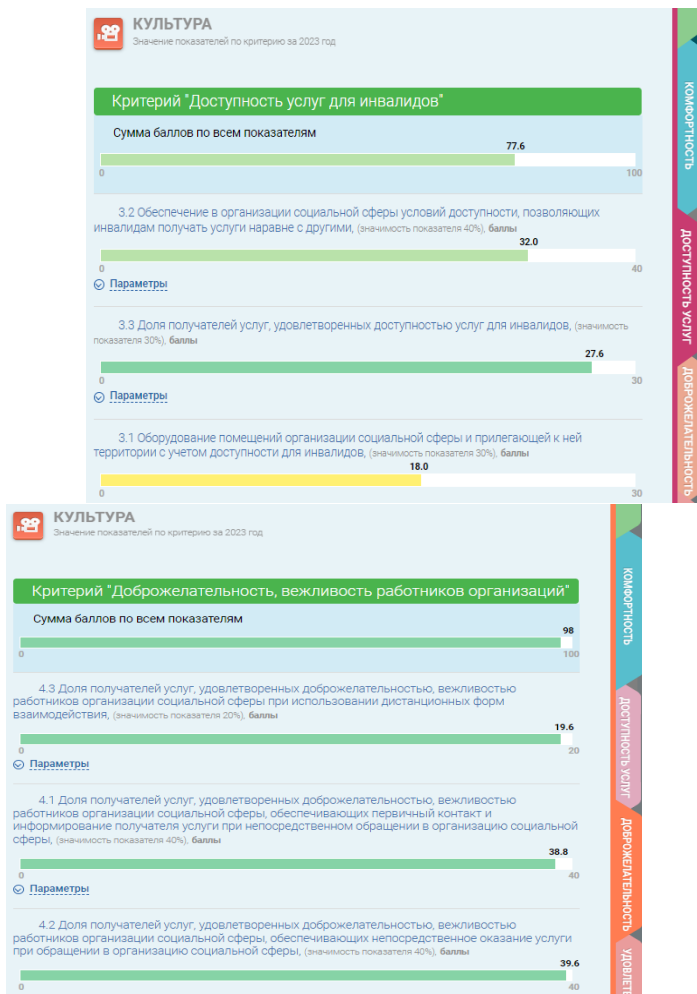 КУЛЬТУРА
Значение показателей по критерию за 2023 год
Критерий "Доступность услуг для инвалидов"
Сумма баллов по всем показателям
77.6
0
100
3.2 Обеспечение в организации социальной сферы условий доступности, позволяющих
инвалидам получать услуги наравне с другими, (значимость показателя 40%), баллы
32.0
0
40
Параметры
3.3 Доля получателей услуг, удовлетворенных доступностью услуг для инвалидов, (значимость
показателя 30%), баллы
27.6
0
30
Параметры
3.1 Оборудование помещений организации социальной сферы и прилегающей к ней
территории с учетом доступности для инвалидов, (значимость показателя 30%), баллы
18.0
0
30
КОМФОРТНОСТЬ
ДОСТУПНОСТЬ УСЛУГ
ДОБРОЖЕЛАТЕЛЬНОСТЬ
КУЛЬТУРА
Значение показателей по критерию за 2023 год
Критерий "Доброжелательность, вежливость работников организаций"
Сумма баллов по всем показателям
98
0
100
4.3 Доля получателей услуг, удовлетворенных доброжелательностью, вежливостью
работников организации социальной сферы при использовании дистанционных форм
взаимодействия, (значимость показателя 20%), баллы
19.6
0
20
Параметры
4.1 Доля получателей услуг, удовлетворенных доброжелательностью, вежливостью
работников организации социальной сферы, обеспечивающих первичный контакт и
информирование получателя услуги при непосредственном обращении в организацию социальной
сферы, (значимость показателя 40%), баллы
38.8
0
40
Параметры
4.2 Доля получателей услуг, удовлетворенных доброжелательностью, вежливостью
работников организации социальной сферы, обеспечивающих непосредственное оказание услуги
при обращении в организацию социальной сферы, (значимость показателя 40%), баллы
39.6
0
40
КОМФОРТНОСТЬ
ДОСТУПНОСТЬ УСЛУГ
ДОБРОЖЕЛАТЕЛЬНОСТЬ
УДОВЛЕТ